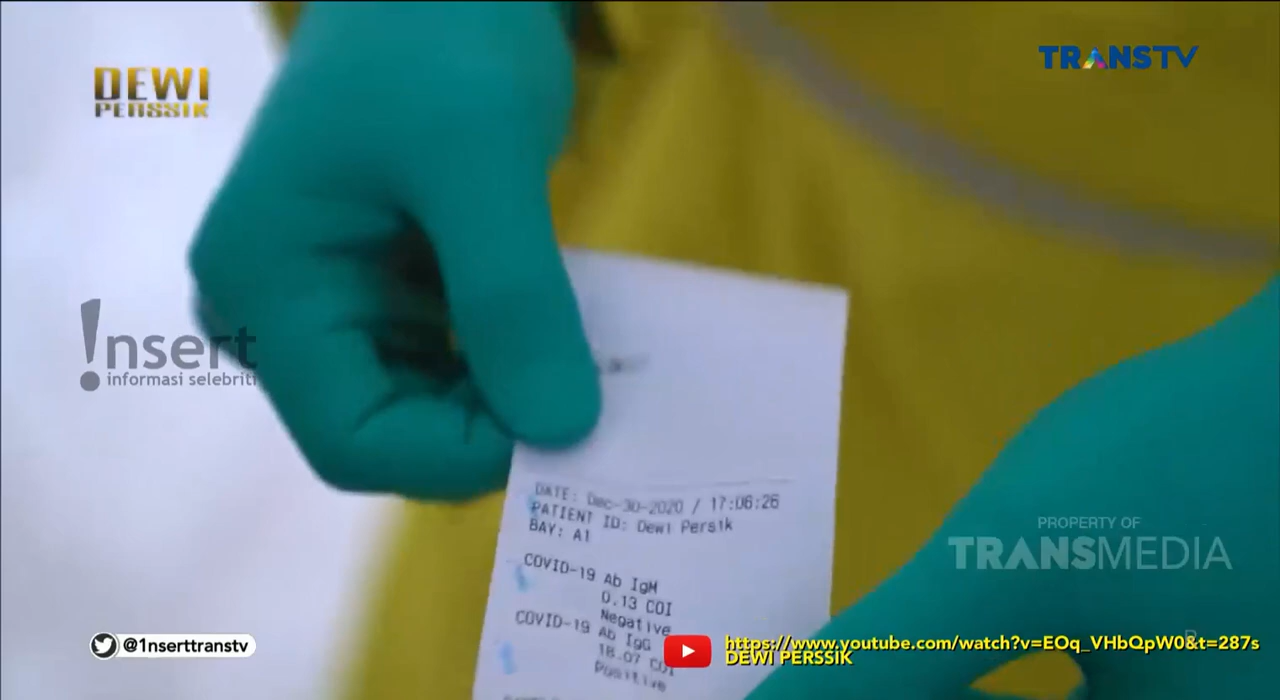 DEWI
PERSSIK
TRANSTV
!nsert
informasi selebriti
DATE: Dec-30-2020 / 17:06:26
PATIENT ID: Dewi Persik
BAY: A1
COVID-19 Ab IgM
0.13 COI
Negative
COVID-19 Ab IgG
18.07 COI
Positive
PROPERTY OF
TRANSMEDIA
@1nserttranstv
https://www.youtube.com/watch?v=EOq_VHbQpW0&t=287s
DEWI PERSSIK